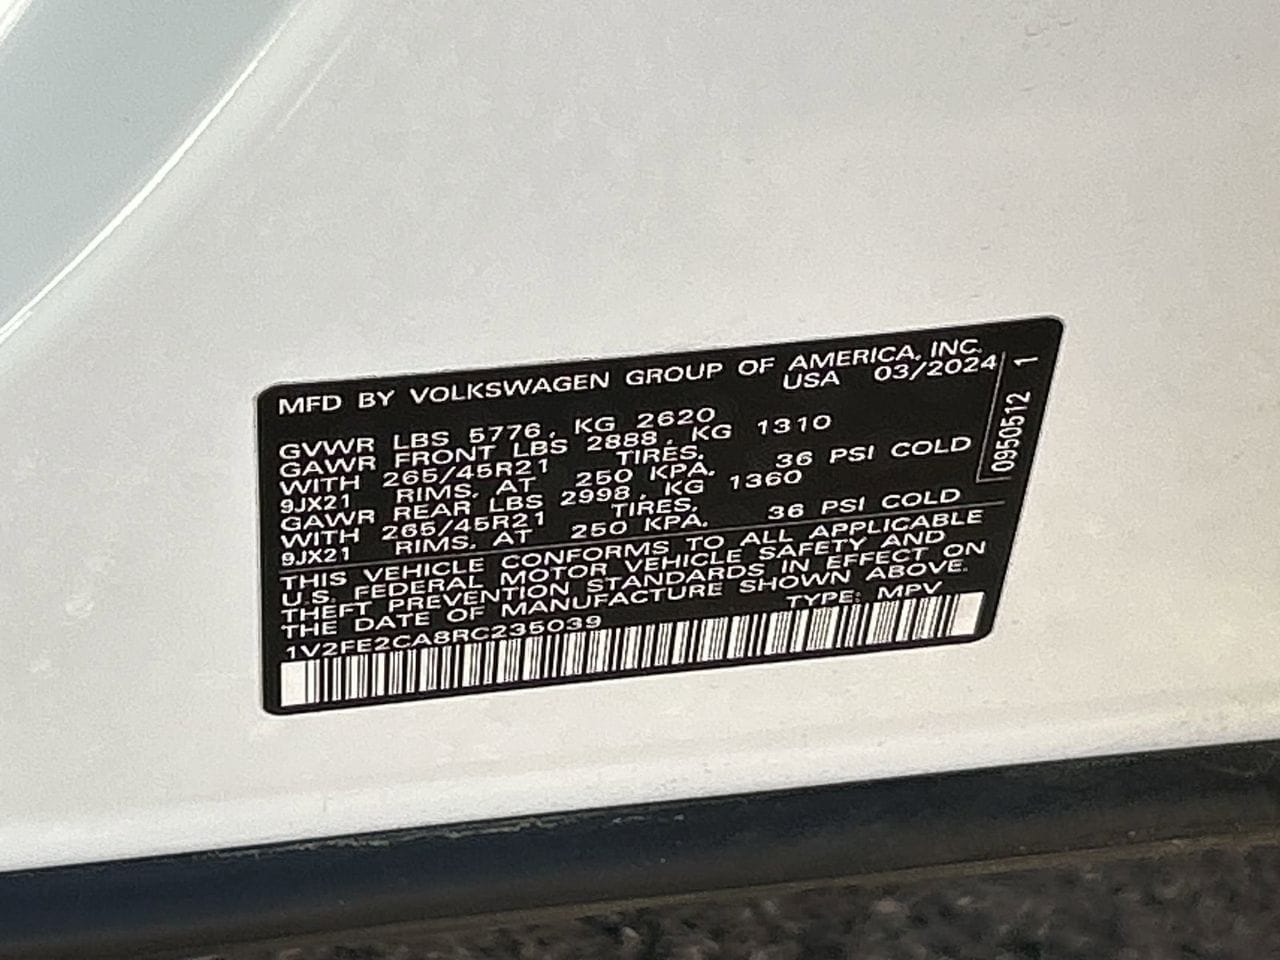 MFD BY VOLKSWAGEN GROUP OF AMERICA, INC.
USA 03/2024
GVWR LBS 5776, KG 2620
GAWR FRONT LBS 2888, KG 1310
WITH 265/45R21 TIRES.
9JX21 RIMS. AT 250 KPA. 36 PSI COLD
GAWR REAR LBS 2998, KG 1360
WITH 265/45R21 TIRES.
9JX21 RIMS. AT 250 KPA. 36 PSI COLD
THIS VEHICLE CONFORMS TO ALL APPLICABLE
U.S. FEDERAL MOTOR VEHICLE SAFETY AND
THEFT PREVENTION STANDARDS IN EFFECT ON
THE DATE OF MANUFACTURE SHOWN ABOVE.
1V2FE2CA8RC235039 TYPE: MPV
0950512 1